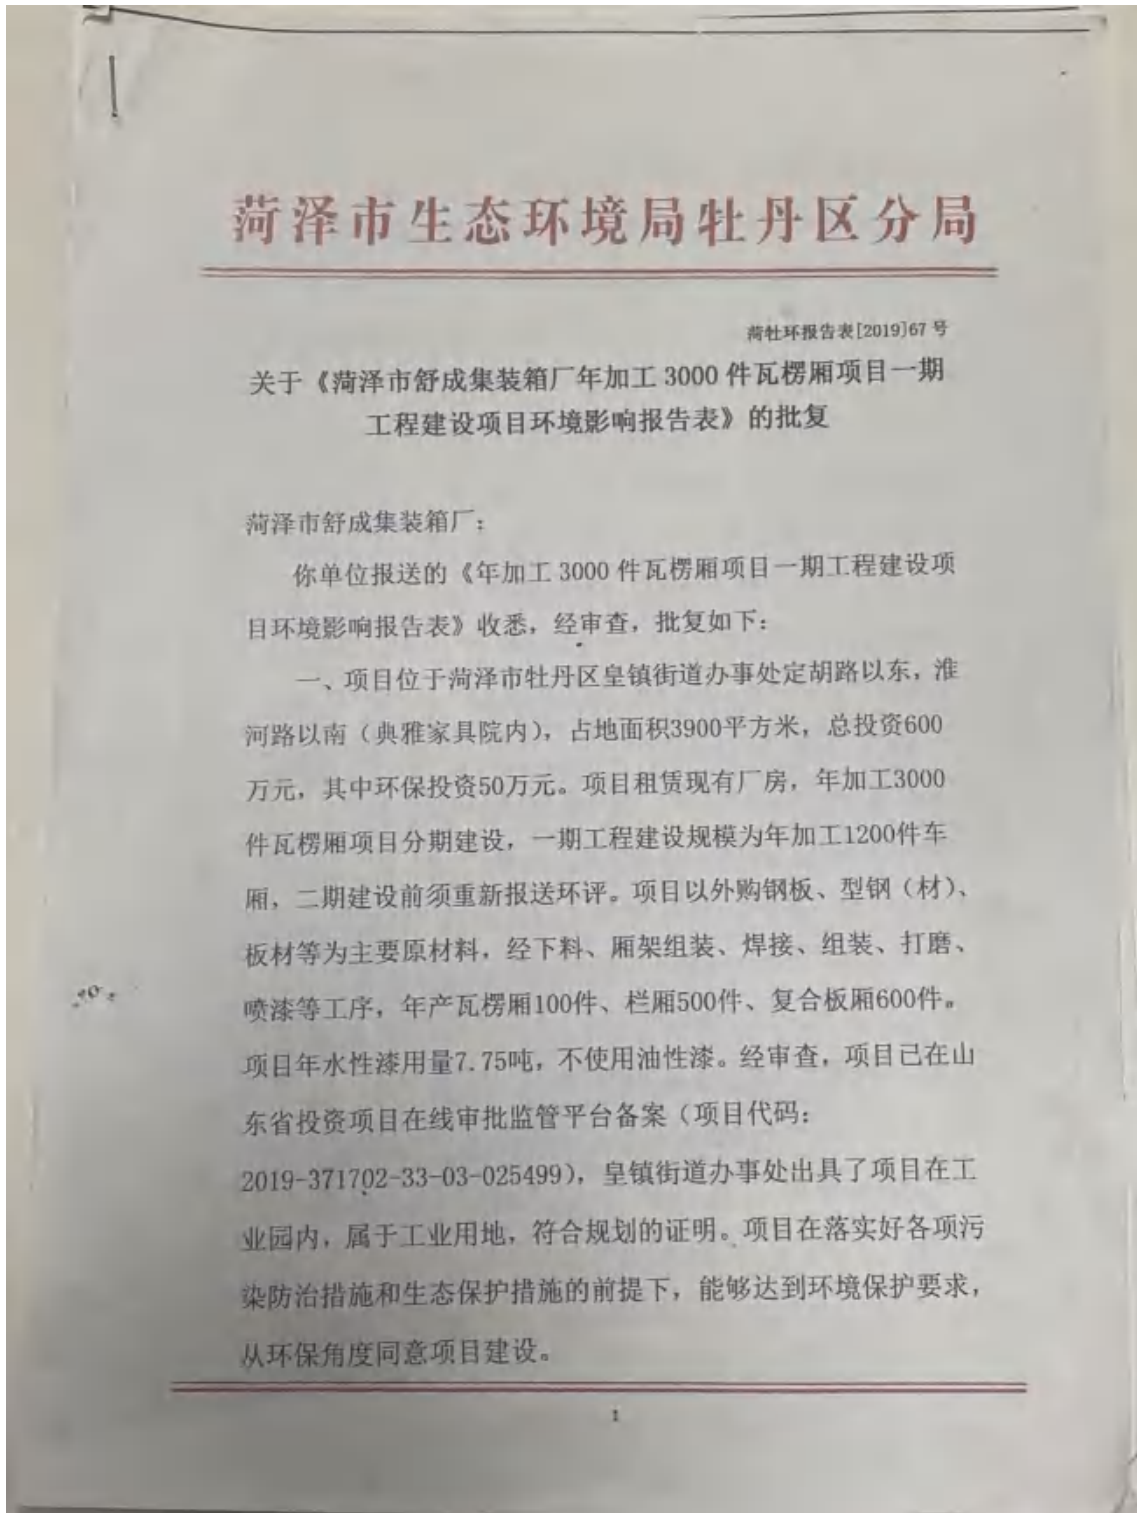 菏泽市生态环境局牡丹区分局
菏牡环报告表[2019]67号
关于《菏泽市舒成集装箱厂年加工3000件瓦楞厢项目一期
工程建设项目环境影响报告表》的批复
菏泽市舒成集装箱厂：
你单位报送的《年加工3000件瓦楞厢项目一期工程建设项
目环境影响报告表》收悉，经审查，批复如下：
一、项目位于菏泽市牡丹区皇镇街道办事处定胡路以东，淮
河路以南（典雅家具院内），占地面积3900平方米，总投资600
万元，其中环保投资50万元。项目租赁现有厂房，年加工3000
件瓦楞厢项目分期建设，一期工程建设规模为年加工1200件车
厢，二期建设前须重新报送环评。项目以外购钢板、型钢（材）、
板材等为主要原材料，经下料、厢架组装、焊接、组装、打磨、
喷漆等工序，年产瓦楞厢100件、栏厢500件、复合板厢600件。
项目年水性漆用量7.75吨，不使用油性漆。经审查，项目已在山
东省投资项目在线审批监管平台备案（项目代码：
2019-371702-33-03-025499），皇镇街道办事处出具了项目在工
业园内，属于工业用地，符合规划的证明。项目在落实好各项污
染防治措施和生态保护措施的前提下，能够达到环境保护要求，
从环保角度同意项目建设。
1